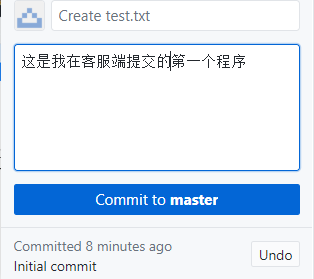 Create test.txt
这是我在客服端提交的第一个程序
Commit to master
Committed 8 minutes ago
Undo
Initial commit